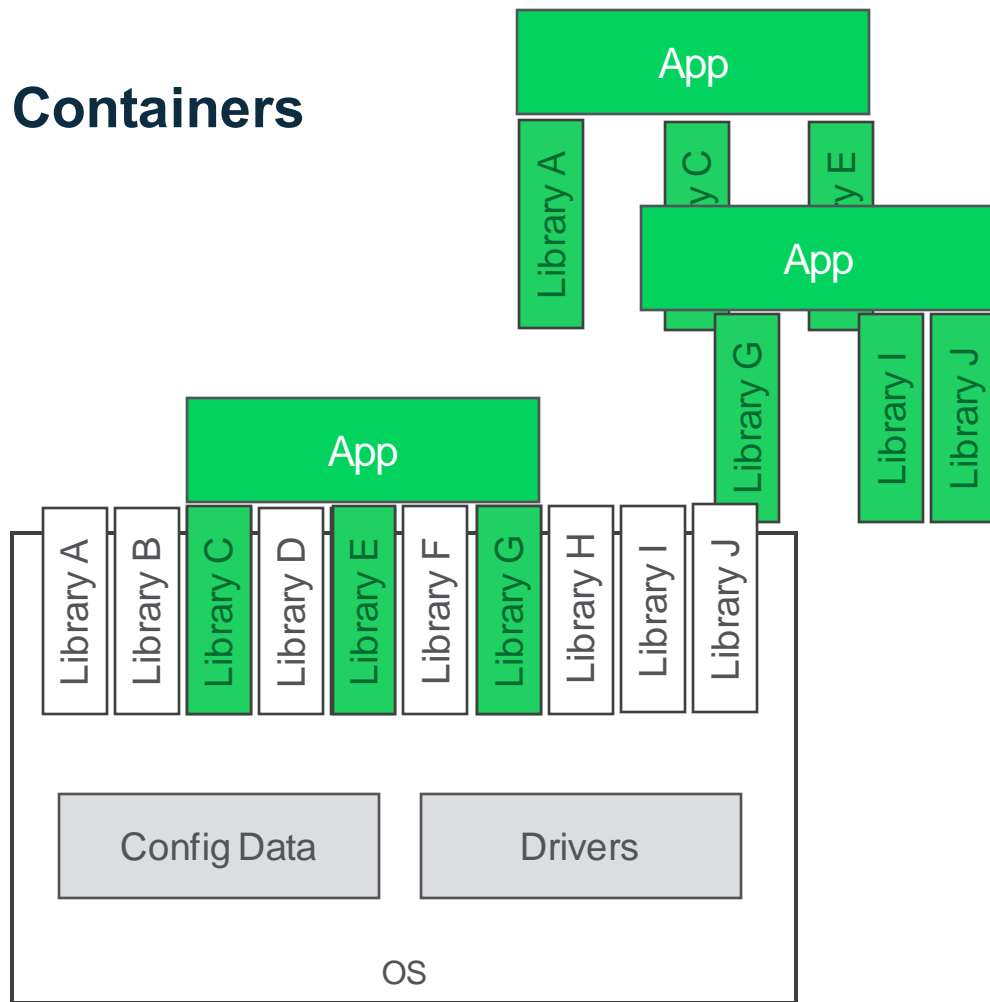 Containers
App
Library A
y C
ry E
App
Library G
Library I
Library J
App
Library A
Library B
Library C
Library D
Library E
Library F
Library G
Library H
Library I
Library J
Config Data
Drivers
OS